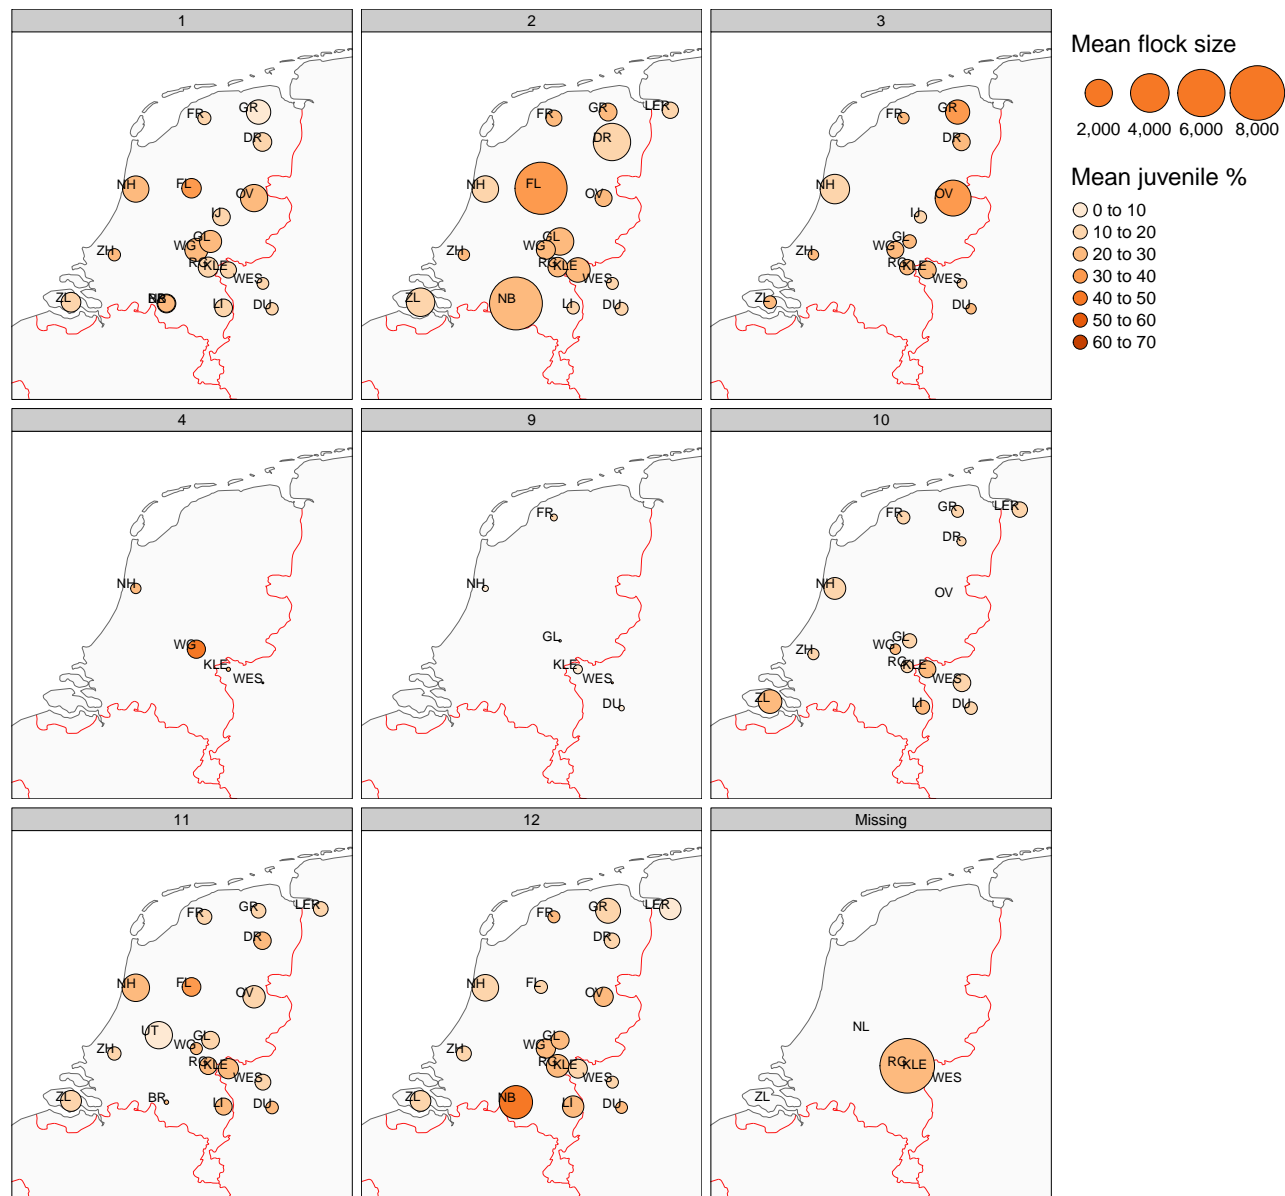 1
2
3
Mean flock size
2,000 4,000 6,000 8,000
Mean juvenile %
0 to 10
10 to 20
20 to 30
30 to 40
40 to 50
50 to 60
60 to 70
FR
GR
DR
NH
FL
OV
IJ
GL
WG
ZH
RG
KLE
WES
ZL
LI
DU
FR
GR
LER
DR
NH
FL
OV
GL
WG
ZH
RG
KLE
WES
ZL
NB
LI
DU
FR
GR
DR
NH
OV
IJ
GL
WG
ZH
RG
KLE
WES
ZL
DU
4
9
10
NH
WG
KLE
WES
FR
NH
GL
KLE
WES
DU
FR
GR
LER
DR
NH
OV
GL
WG
ZH
RG
KLE
WES
ZL
LI
DU
11
12
Missing
FR
GR
LER
DR
NH
FL
OV
UT
GL
WG
ZH
RG
KLE
WES
ZL
BR
LI
DU
FR
GR
LER
DR
NH
FL
OV
GL
WG
ZH
RG
KLE
WES
ZL
NB
LI
DU
NL
RG
KLE
WES
ZL